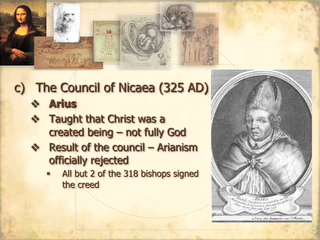 c) The Council of Nicaea (325 AD)
❖ Arius
❖ Taught that Christ was a
created being – not fully God
❖ Result of the council – Arianism
officially rejected
▪ All but 2 of the 318 bishops signed
the creed